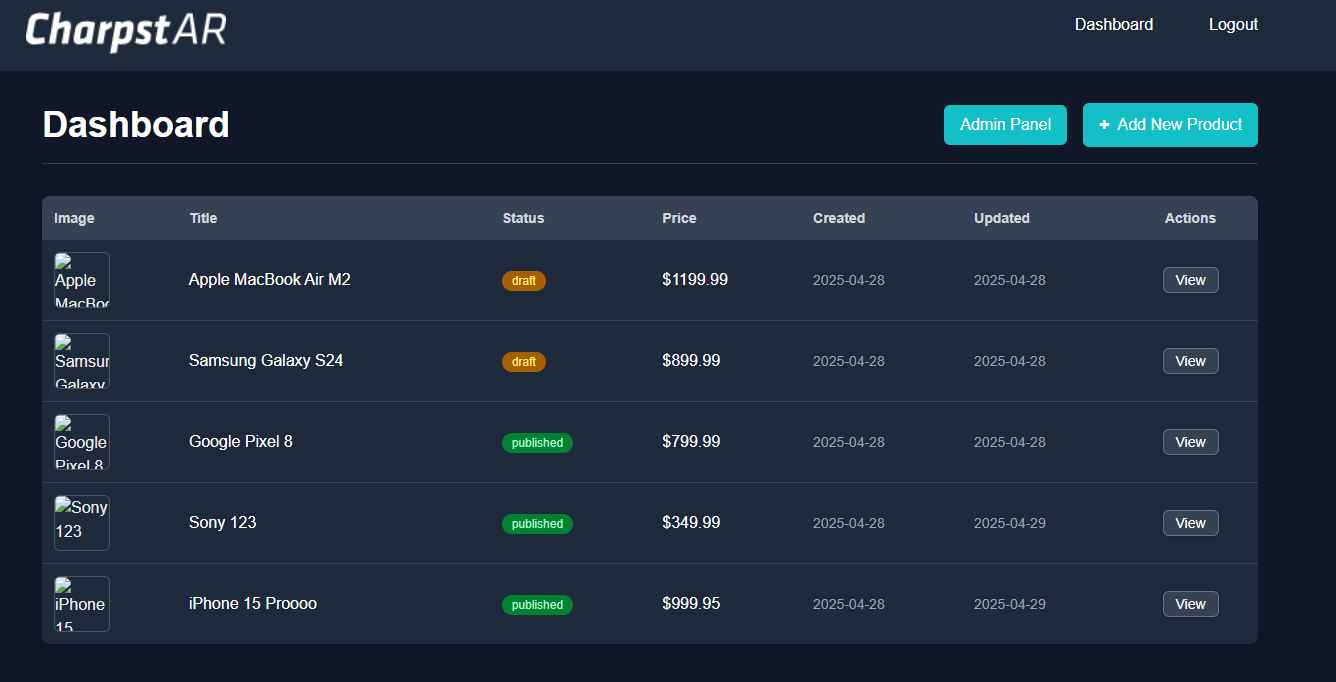 CharpstAR
Dashboard Logout
Dashboard
Admin Panel
+ Add New Product
Image Title Status Price Created Updated Actions
Apple
MacBoo
Apple MacBook Air M2 draft $1199.99 2025-04-28 2025-04-28 View
Samsun
Galaxy
Samsung Galaxy S24 draft $899.99 2025-04-28 2025-04-28 View
Google
Pixel 8
Google Pixel 8 published $799.99 2025-04-28 2025-04-28 View
Sony
123
Sony 123 published $349.99 2025-04-28 2025-04-29 View
iPhone
15
iPhone 15 Proooo published $999.95 2025-04-28 2025-04-29 View